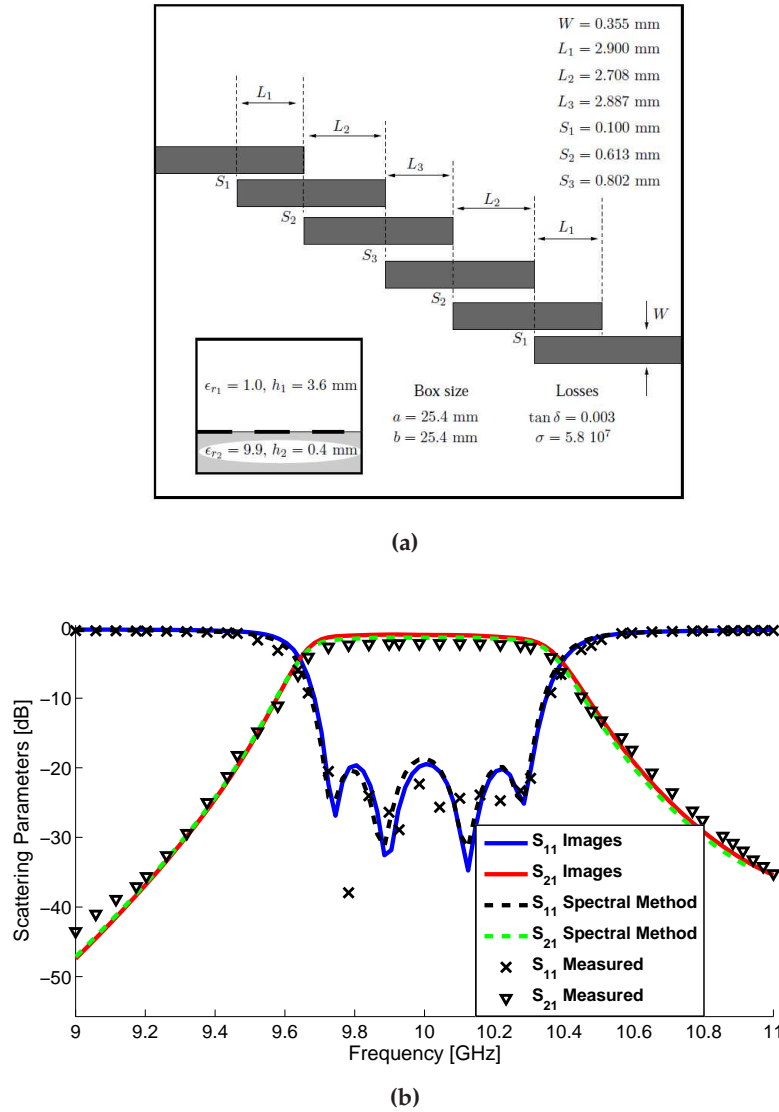 W = 0.355 mm
L₁ = 2.900 mm
L₂ = 2.708 mm
L₃ = 2.887 mm
S₁ = 0.100 mm
S₂ = 0.613 mm
S₃ = 0.802 mm
L₁
L₂
L₃
L₂
L₁
S₁
S₂
S₃
S₂
S₁
W
ϵr₁ = 1.0, h₁ = 3.6 mm
ϵr₂ = 9.9, h₂ = 0.4 mm
Box size
a = 25.4 mm
b = 25.4 mm
Losses
tan δ = 0.003
σ = 5.8 10⁷
(a)
Scattering Parameters [dB]
0
−10
−20
−30
−40
−50
S₁₁ Images
S₂₁ Images
S₁₁ Spectral Method
S₂₁ Spectral Method
S₁₁ Measured
S₂₁ Measured
9 9.2 9.4 9.6 9.8 10 10.2 10.4 10.6 10.8 11
Frequency [GHz]
(b)